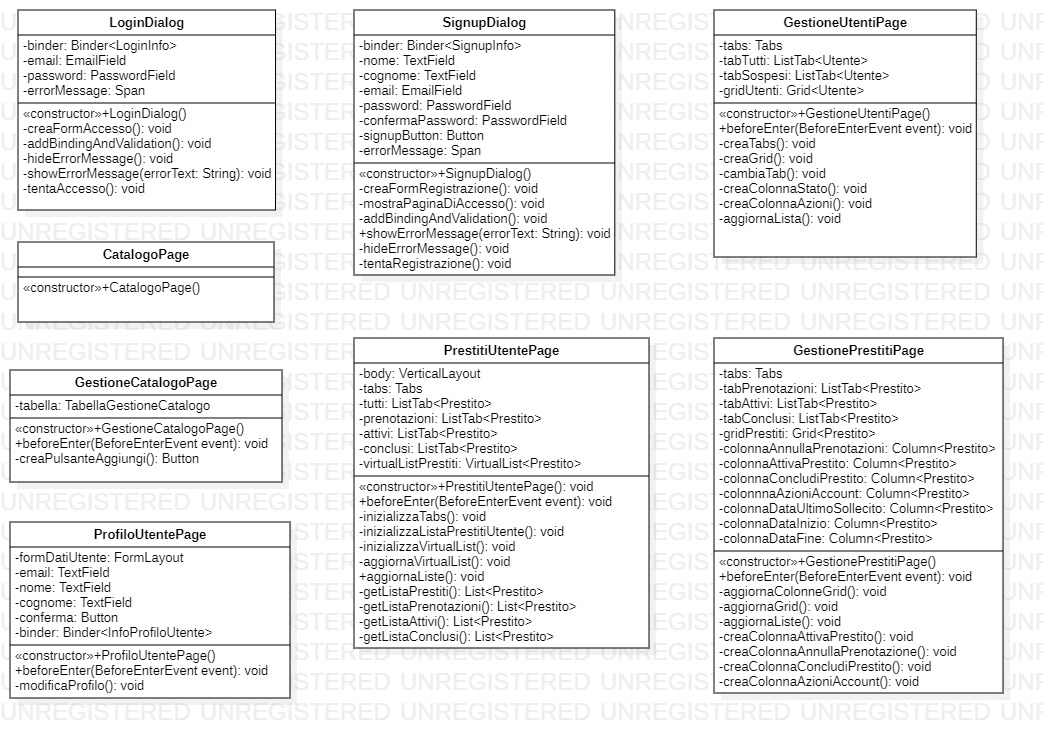 LoginDialog
-binder: Binder<LoginInfo>
-email: EmailField
-password: PasswordField
-errorMessage: Span
«constructor»+LoginDialog()
-creaFormAccesso(): void
-addBindingAndValidation(): void
-hideErrorMessage(): void
-showErrorMessage(errorText: String): void
-tentaAccesso(): void
SignupDialog
-binder: Binder<SignupInfo>
-nome: TextField
-cognome: TextField
-email: EmailField
-password: PasswordField
-confermaPassword: PasswordField
-signupButton: Button
-errorMessage: Span
«constructor»+SignupDialog()
-creaFormRegistrazione(): void
-mostraPaginaDiAccesso(): void
-addBindingAndValidation(): void
+showErrorMessage(errorText: String): void
-hideErrorMessage(): void
-tentaRegistrazione(): void
GestioneUtentiPage
-tabs: Tabs
-tabTutti: ListTab<Utente>
-tabSospesi: ListTab<Utente>
-gridUtenti: Grid<Utente>
«constructor»+GestioneUtentiPage()
+beforeEnter(BeforeEnterEvent event): void
-creaTabs(): void
-creaGrid(): void
-cambiaTab(): void
-creaColonnaStato(): void
-creaColonnaAzioni(): void
-aggiornaLista(): void
CatalogoPage
«constructor»+CatalogoPage()
GestioneCatalogoPage
-tabella: TabellaGestioneCatalogo
«constructor»+GestioneCatalogoPage()
+beforeEnter(BeforeEnterEvent event): void
-creaPulsanteAggiungi(): Button
ProfiloUtentePage
-formDatiUtente: FormLayout
-email: TextField
-nome: TextField
-cognome: TextField
-conferma: Button
-binder: Binder<InfoProfiloUtente>
«constructor»+ProfiloUtentePage()
+beforeEnter(BeforeEnterEvent event): void
-modificaProfilo(): void
PrestitiUtentePage
-body: VerticalLayout
-tabs: Tabs
-tutti: ListTab<Prestito>
-prenotazioni: ListTab<Prestito>
-attivi: ListTab<Prestito>
-conclusi: ListTab<Prestito>
-virtualListPrestiti: VirtualList<Prestito>
«constructor»+PrestitiUtentePage(): void
+beforeEnter(BeforeEnterEvent event): void
-inizializzaTabs(): void
-inizializzaListaPrestitiUtente(): void
-inizializzaVirtualList(): void
-aggiornaVirtualList(): void
+aggiornaListe(): void
-getListaPrestiti(): List<Prestito>
-getListaPrenotazioni(): List<Prestito>
-getListaAttivi(): List<Prestito>
-getListaConclusi(): List<Prestito>
GestionePrestitiPage
-tabs: Tabs
-tabPrenotazioni: ListTab<Prestito>
-tabAttivi: ListTab<Prestito>
-tabConclusi: ListTab<Prestito>
-gridPrestiti: Grid<Prestito>
-colonnaAnnullaPrenotazioni: Column<Prestito>
-colonnaAttivaPrestito: Column<Prestito>
-colonnaConcludiPrestito: Column<Prestito>
-colonnnaAzioniAccount: Column<Prestito>
-colonnaDataUltimoSollecito: Column<Prestito>
-colonnaDataInizio: Column<Prestito>
-colonnaDataFine: Column<Prestito>
«constructor»+GestionePrestitiPage()
+beforeEnter(BeforeEnterEvent event): void
-aggiornaColonneGrid(): void
-aggiornaGrid(): void
-aggiornaListe(): void
-creaColonnaAttivaPrestito(): void
-creaColonnaAnnullaPrenotazione(): void
-creaColonnaConcludiPrestito(): void
-creaColonnaAzioniAccount(): void
UNREGISTERED UNREGISTERED UNREGISTERED UNREGISTERED UNREGISTERED